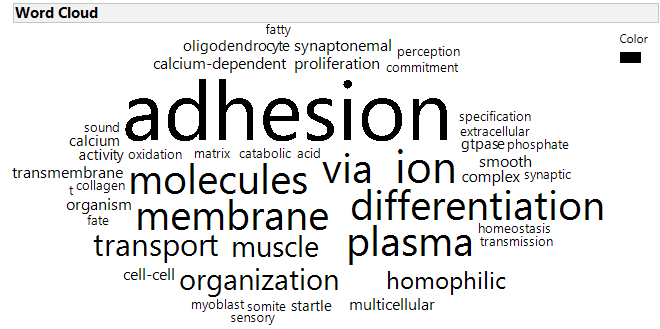 Word Cloud
Color
fatty
oligodendrocyte synaptonemal perception
calcium-dependent proliferation commitment
adhesion
specification
extracellular
sound
calcium
gtpase phosphate
activity oxidation matrix catabolic acid
via ion smooth
transmembrane molecules complex synaptic
t collagen
organism membrane differentiation
fate
homeostasis
transport muscle plasma transmission
cell-cell organization homophilic
myoblast somite startle multicellular
sensory